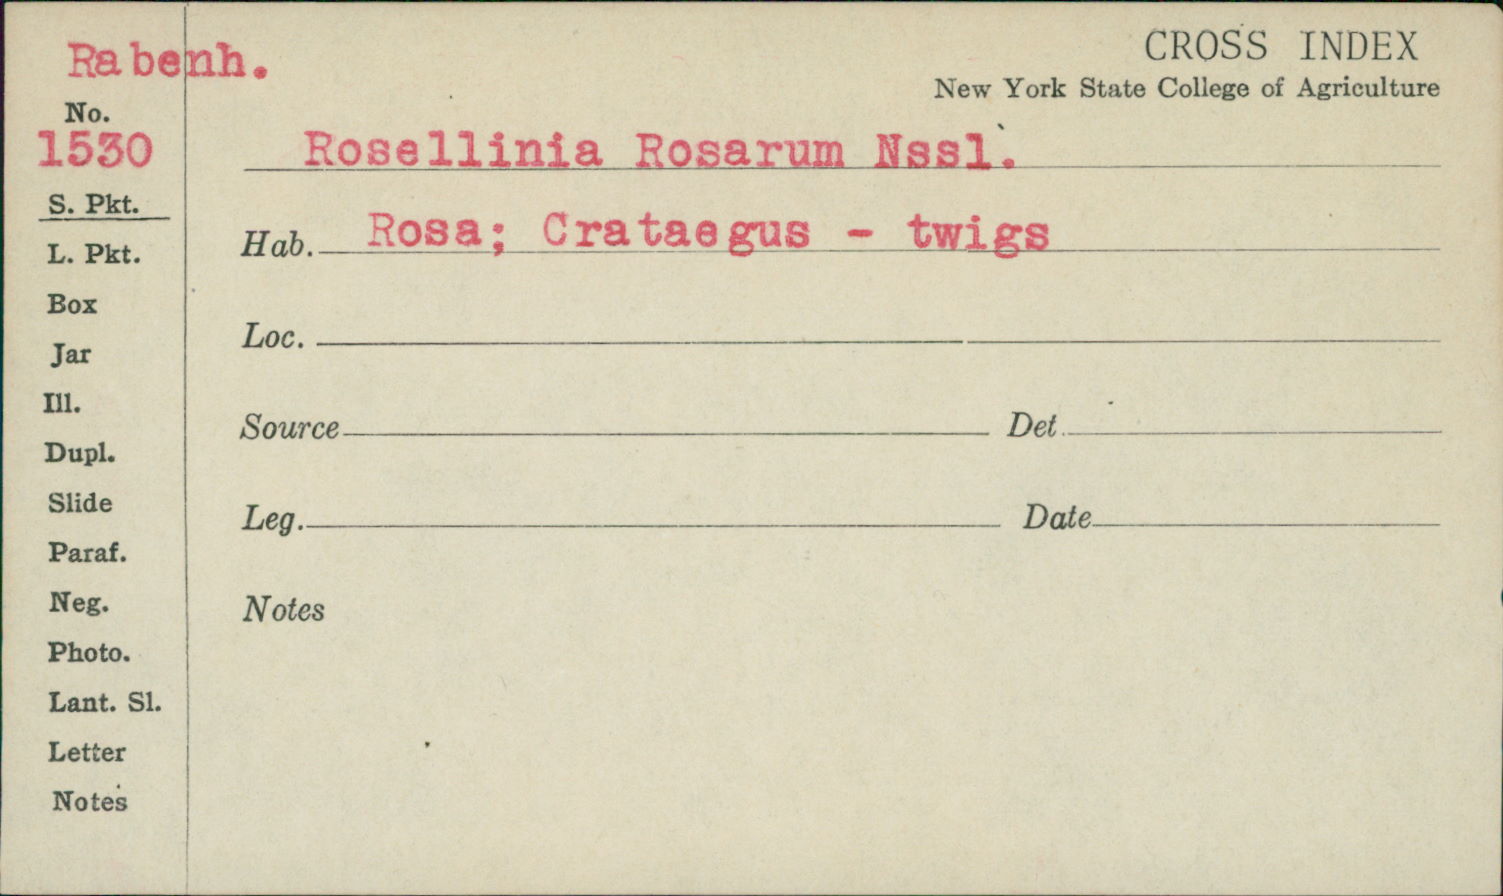 Rabenh.
CROSS INDEX
New York State College of Agriculture
No.
1530
Rosellinia Rosarum Nssl.
S. Pkt.
Hab. Rosa; Crataegus - twigs
L. Pkt.
Box
Loc.
Jar
Ill.
Source Det
Dupl.
Slide
Leg. Date
Paraf.
Neg.
Notes
Photo.
Lant. Sl.
Letter
Notes